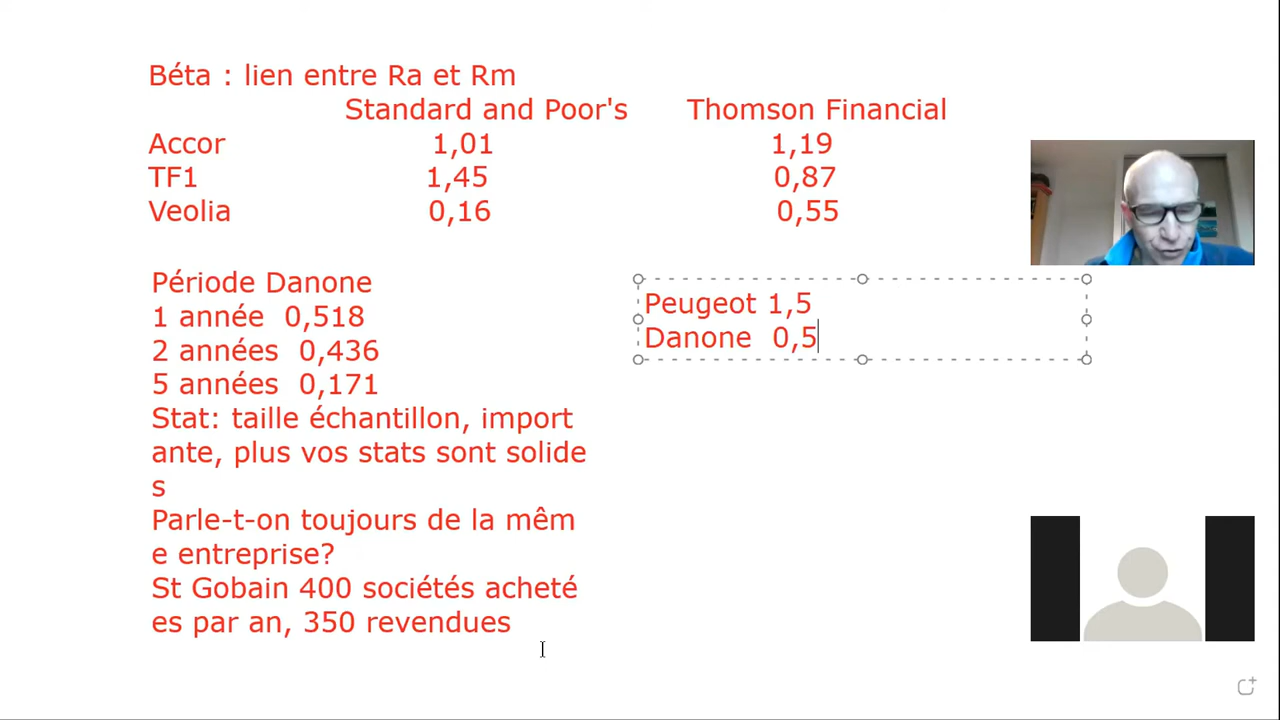 Béta : lien entre Ra et Rm
Standard and Poor's Thomson Financial
Accor 1,01 1,19
TF1 1,45 0,87
Veolia 0,16 0,55
Période Danone
1 année 0,518
2 années 0,436
5 années 0,171
Stat: taille échantillon, import
ante, plus vos stats sont solide
s
Parle-t-on toujours de la mêm
e entreprise?
St Gobain 400 sociétés acheté
es par an, 350 revendues
Peugeot 1,5
Danone 0,5